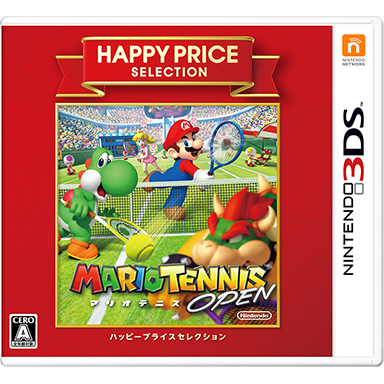 HAPPY PRICE
SELECTION
NINTENDO
NETWORK
NINTENDO 3DS™
MARIO TENNIS
マリオテニス
OPEN
Nintendo
ハッピープライスセレクション
CERO
A